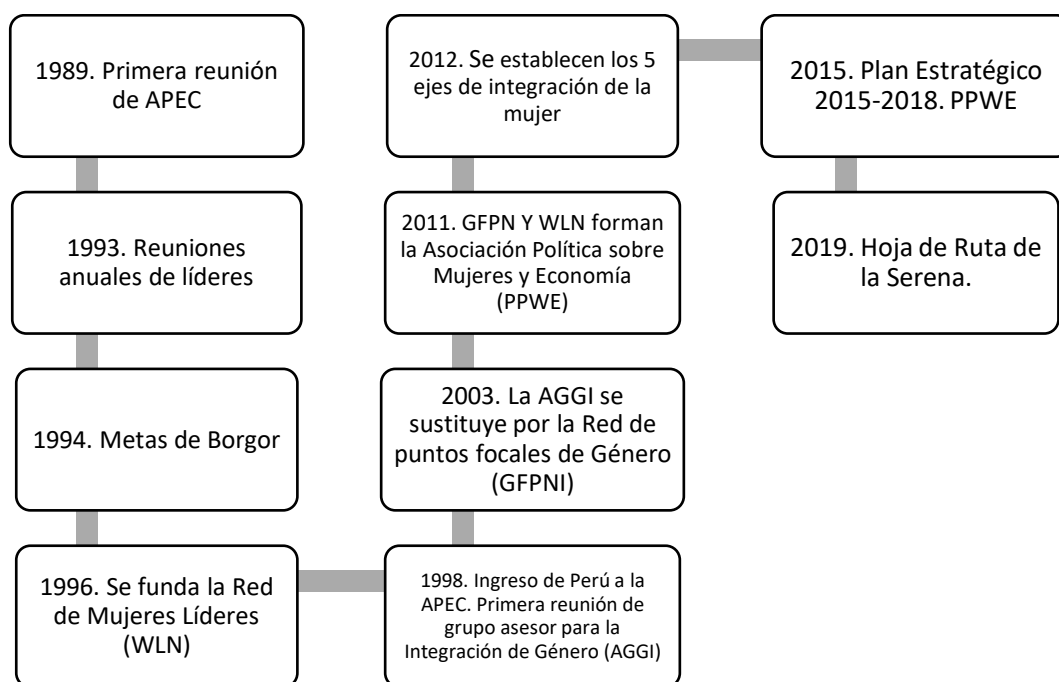 1989. Primera reunión
de APEC
1993. Reuniones
anuales de líderes
1994. Metas de Borgor
1996. Se funda la Red
de Mujeres Líderes
(WLN)
1998. Ingreso de Perú a la
APEC. Primera reunión de
grupo asesor para la
Integración de Género (AGGI)
2003. La AGGI se
sustituye por la Red de
puntos focales de Género
(GFPNI)
2011. GFPN Y WLN forman
la Asociación Política sobre
Mujeres y Economía
(PPWE)
2012. Se establecen los 5
ejes de integración de la
mujer
2015. Plan Estratégico
2015-2018. PPWE
2019. Hoja de Ruta de
la Serena.